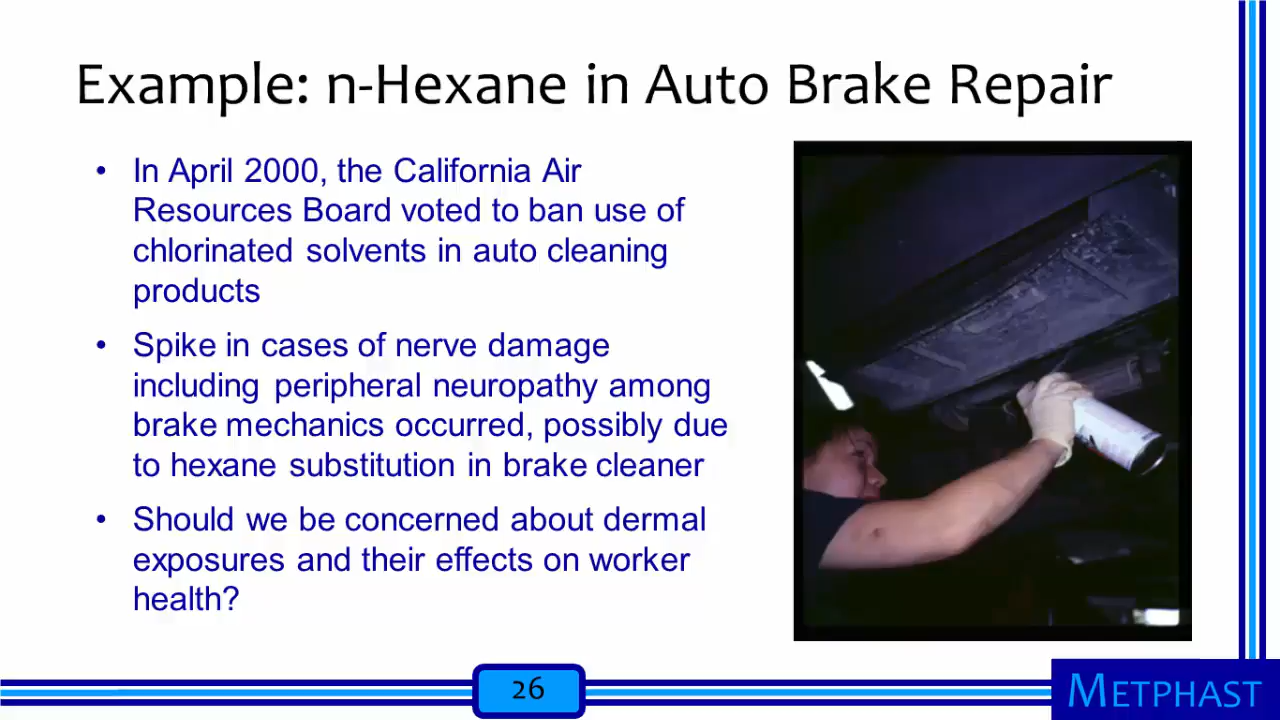 Example: n-Hexane in Auto Brake Repair
• In April 2000, the California Air
Resources Board voted to ban use of
chlorinated solvents in auto cleaning
products
• Spike in cases of nerve damage
including peripheral neuropathy among
brake mechanics occurred, possibly due
to hexane substitution in brake cleaner
• Should we be concerned about dermal
exposures and their effects on worker
health?
26
METPHAST